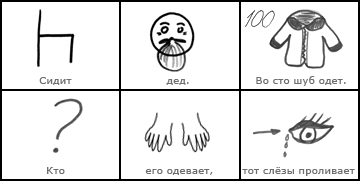 Сидит
дед.
100
Во сто шуб одет.
?
Кто
его одевает,
тот слёзы проливает